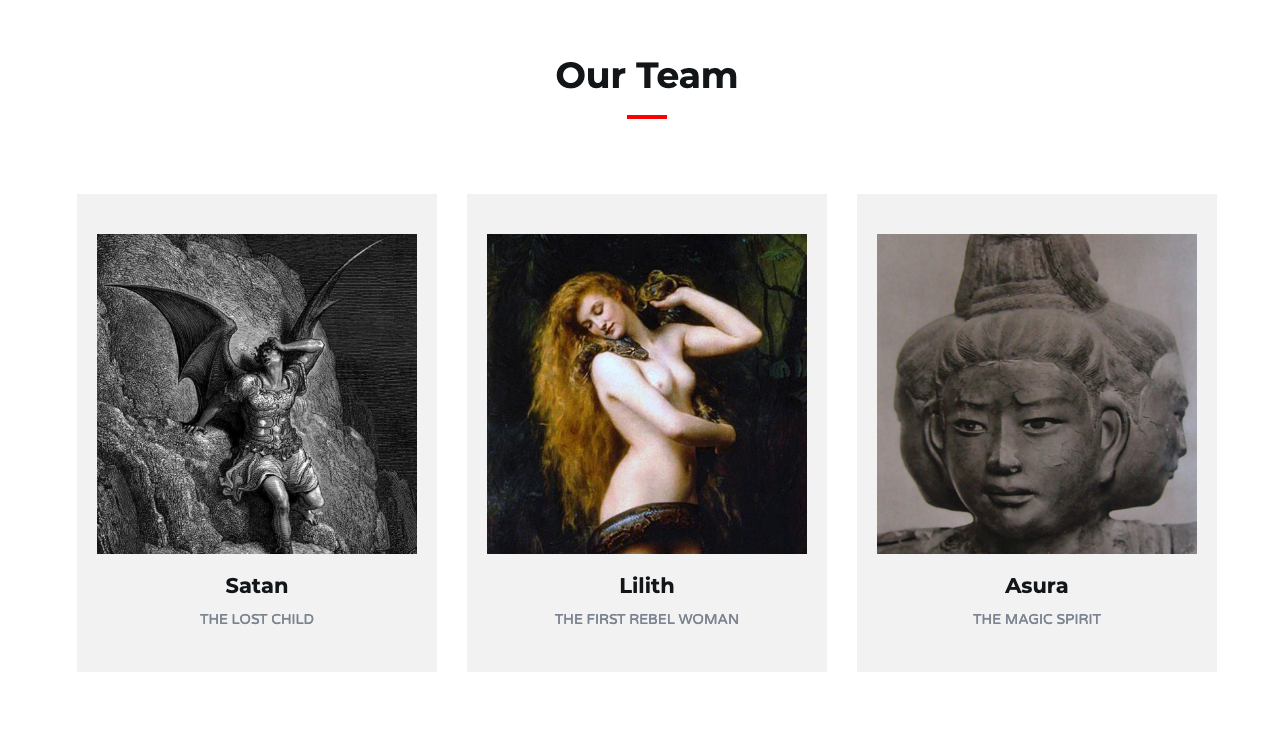 Our Team
Satan
THE LOST CHILD
Lilith
THE FIRST REBEL WOMAN
Asura
THE MAGIC SPIRIT